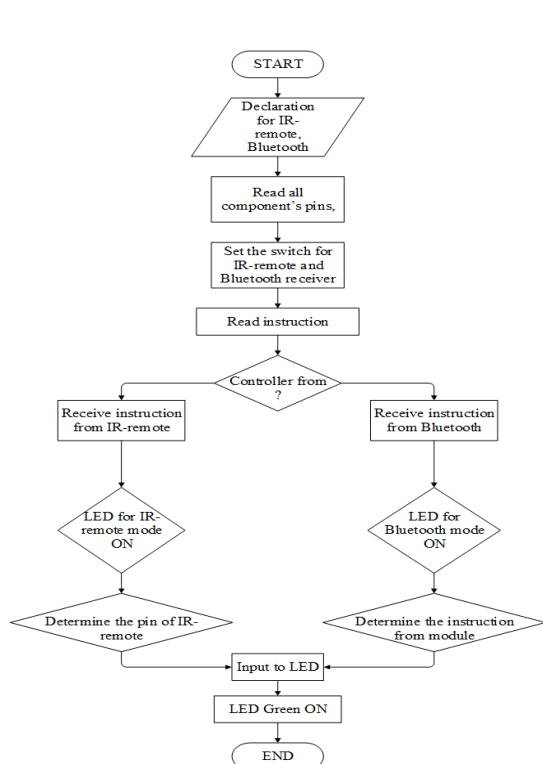 START
Declaration
for IR-
remote,
Bluetooth
Read all
component's pins,
Set the switch for
IR-remote and
Bluetooth receiver
Read instruction
Controller from
?
Receive instruction
from IR-remote
Receive instruction
from Bluetooth
LED for IR-
remote mode
ON
LED for
Bluetooth mode
ON
Determine the pin of IR-
remote
Determine the instruction
from module
Input to LED
LED Green ON
END